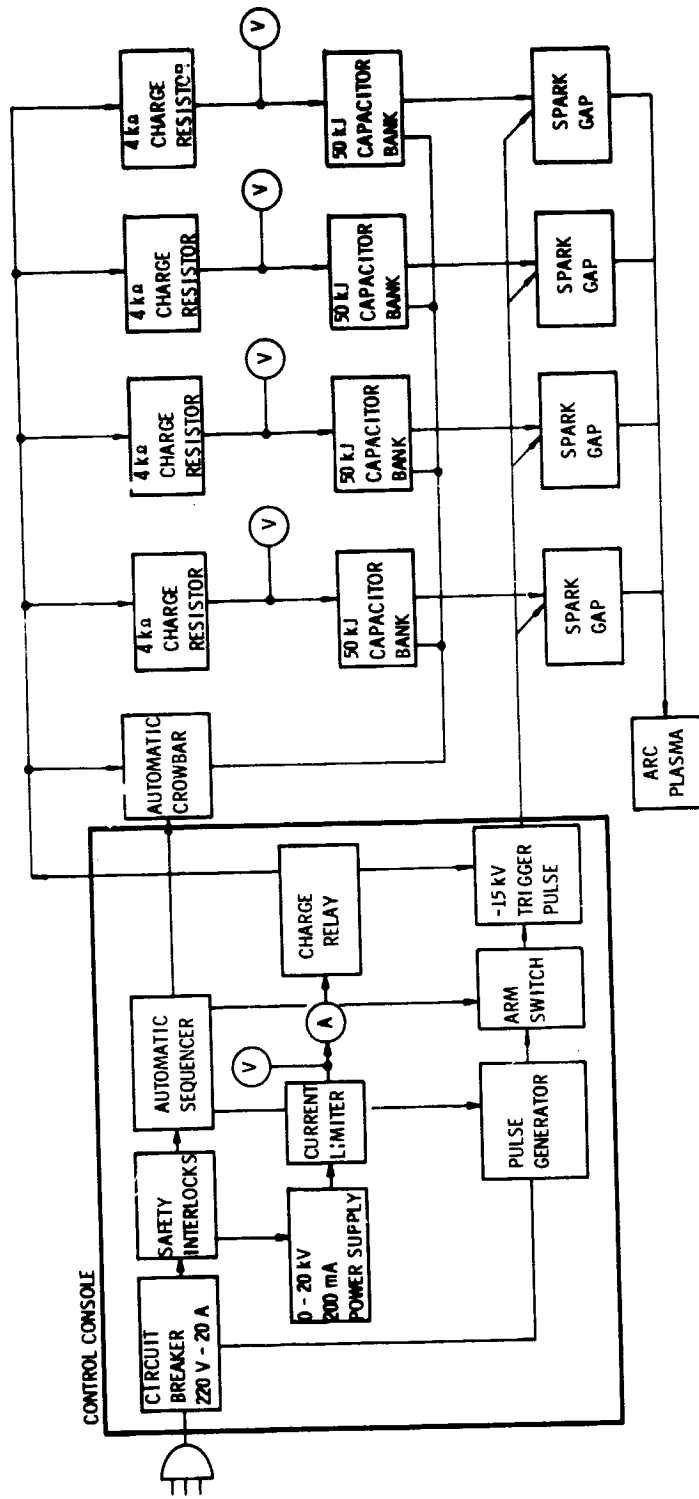 CONTROL CONSOLE
CIRCUIT
BREAKER
220 V - 20 A
SAFETY
INTERLOCKS
AUTOMATIC
SEQUENCER
0 - 20 kV
200 mA
POWER SUPPLY
CURRENT
LIMITER
V
A
CHARGE
RELAY
PULSE
GENERATOR
ARM
SWITCH
-15 kV
TRIGGER
PULSE
AUTOMATIC
CROWBAR
4 kΩ
CHARGE
RESISTOR
V
50 kJ
CAPACITOR
BANK
SPARK
GAP
4 kΩ
CHARGE
RESISTOR
V
50 kJ
CAPACITOR
BANK
SPARK
GAP
4 kΩ
CHARGE
RESISTOR
V
50 kJ
CAPACITOR
BANK
SPARK
GAP
4 kΩ
CHARGE
RESISTOR
V
50 kJ
CAPACITOR
BANK
SPARK
GAP
ARC
PLASMA